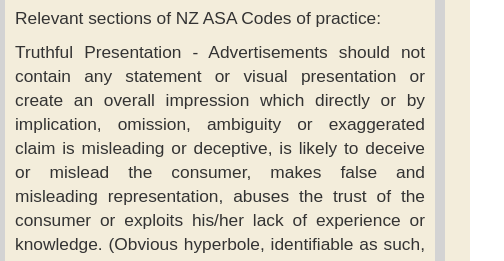 Relevant sections of NZ ASA Codes of practice:
Truthful Presentation - Advertisements should not
contain any statement or visual presentation or
create an overall impression which directly or by
implication, omission, ambiguity or exaggerated
claim is misleading or deceptive, is likely to deceive
or mislead the consumer, makes false and
misleading representation, abuses the trust of the
consumer or exploits his/her lack of experience or
knowledge. (Obvious hyperbole, identifiable as such,